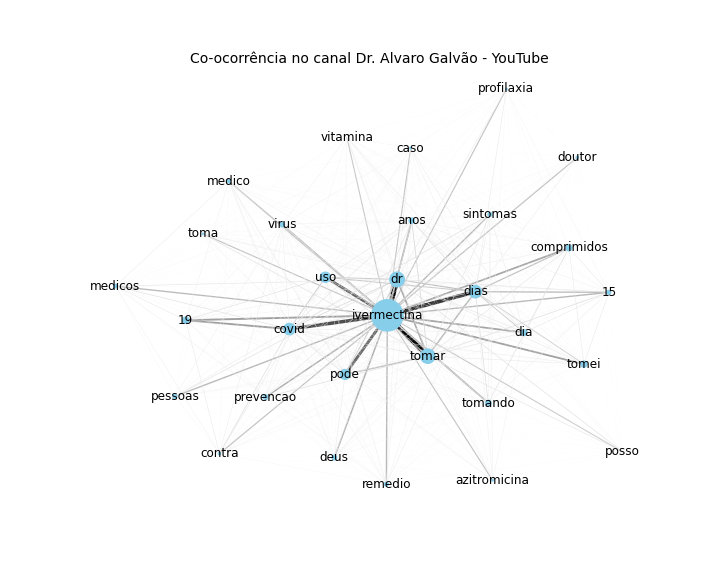 Co-ocorrência no canal Dr. Alvaro Galvão - YouTube
profilaxia
vitamina
caso
doutor
medico
sintomas
anos
virus
toma
comprimidos
uso
dr
medicos
dias
15
ivermectina
19
covid
dia
tomar
tomei
pode
pessoas
prevencao
tomando
contra
posso
deus
azitromicina
remedio